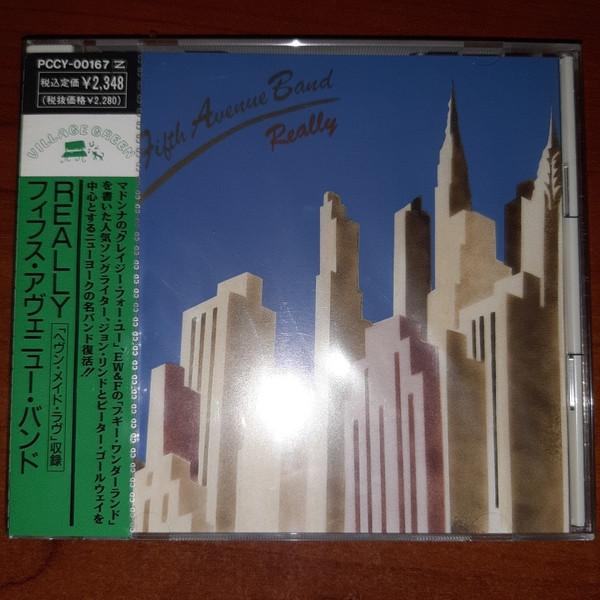 PCCY-00167 Z
税込定価 ¥2,348
(税抜価格¥2,280)
VILLAGE GREEN
REALLY
フィフス・アヴェニュー・バンド
「ヘヴン・メイド・ラヴ」収録
マドンナの「クレイジー・フォー・ユー」、EW&Fの「ブギー・ワンダーランド」
を書いた人気ソングライター、ジョン・リンドとピーター・ゴールウェイを
中心とするニューヨークの名バンド復活!!
Fifth Avenue Band
Really